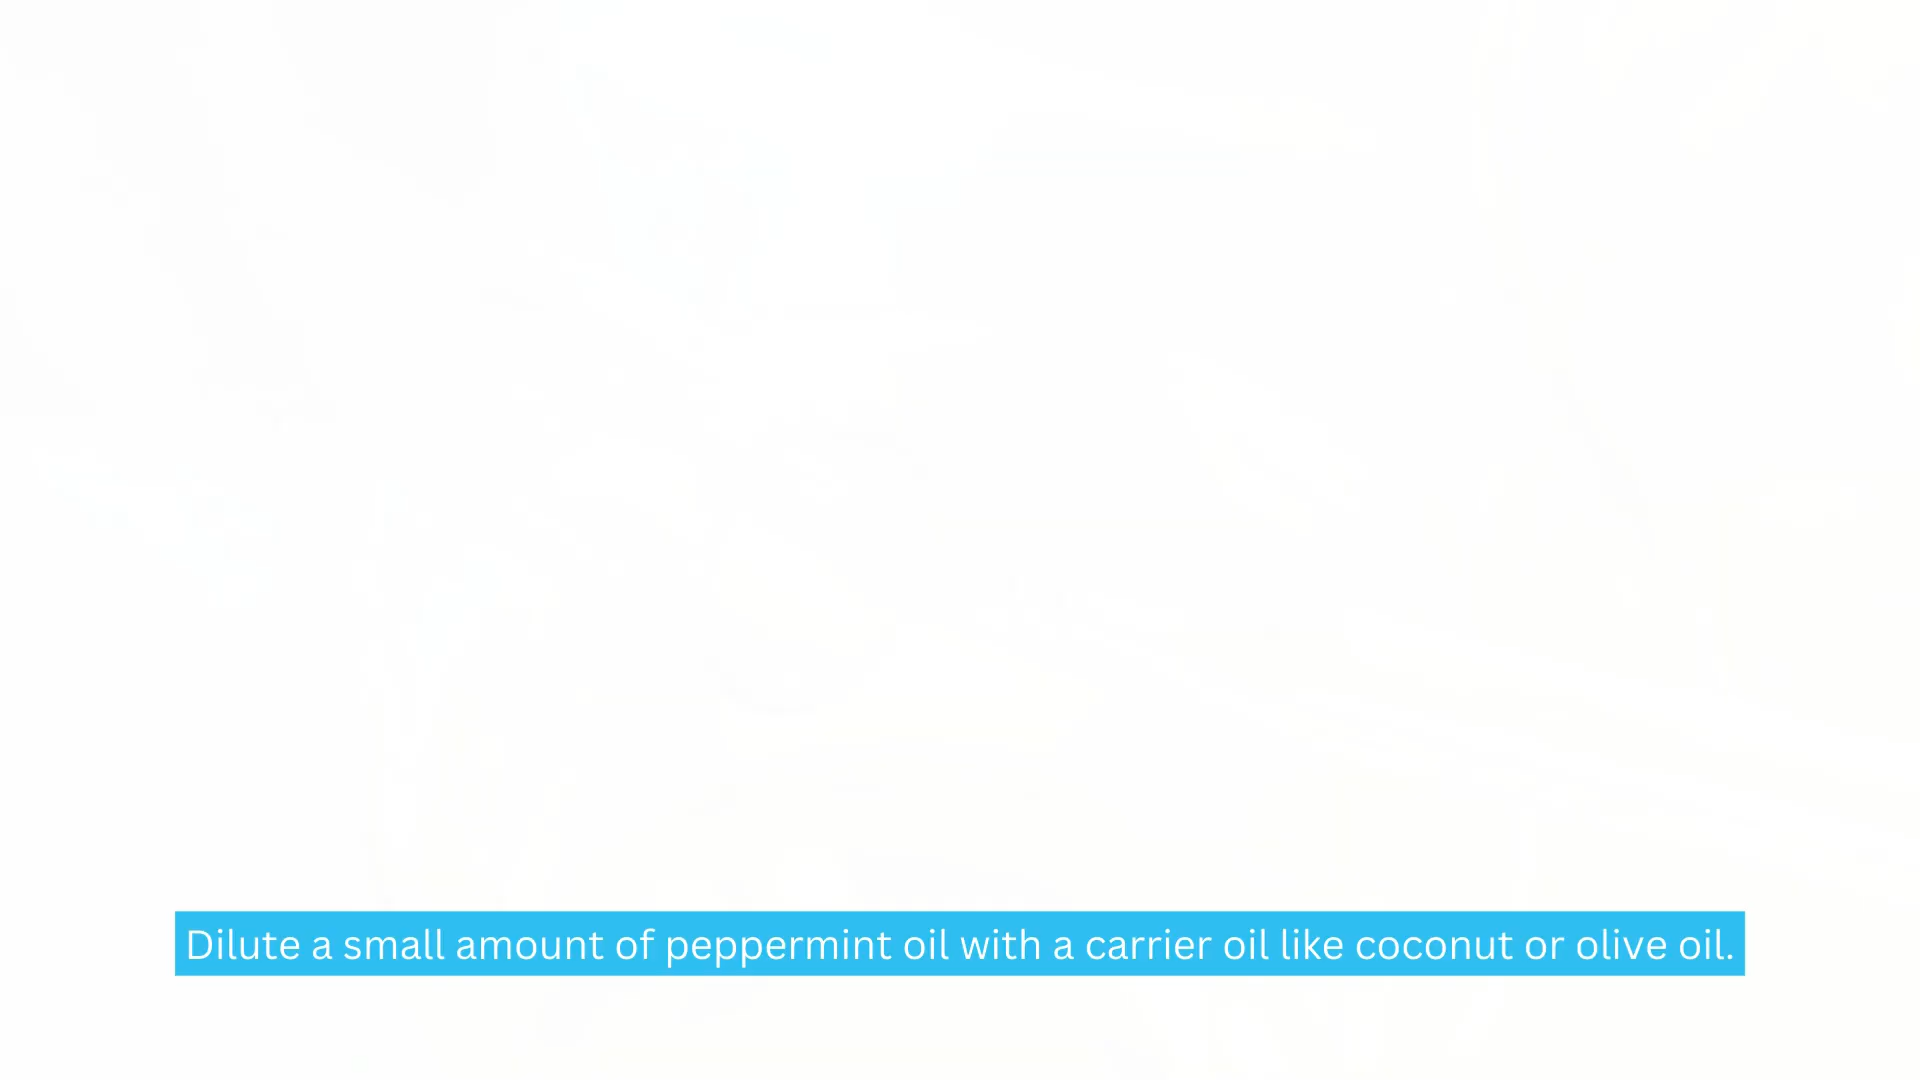 Dilute a small amount of peppermint oil with a carrier oil like coconut or olive oil.